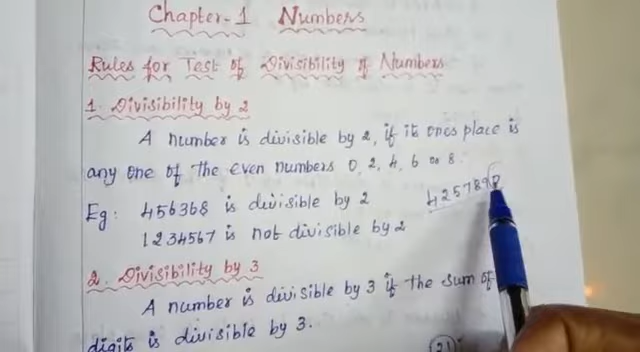 Chapter-1 Numbers
Rules for Test of Divisibility of Numbers
1. Divisibility by 2
A number is divisible by 2, if its ones place is
any one of the even numbers 0, 2, 4, 6 or 8.
Eg: 456368 is divisible by 2
1234567 is not divisible by 2
425789
2. Divisibility by 3
A number is divisible by 3 if the sum of
digits is divisible by 3.
(21)